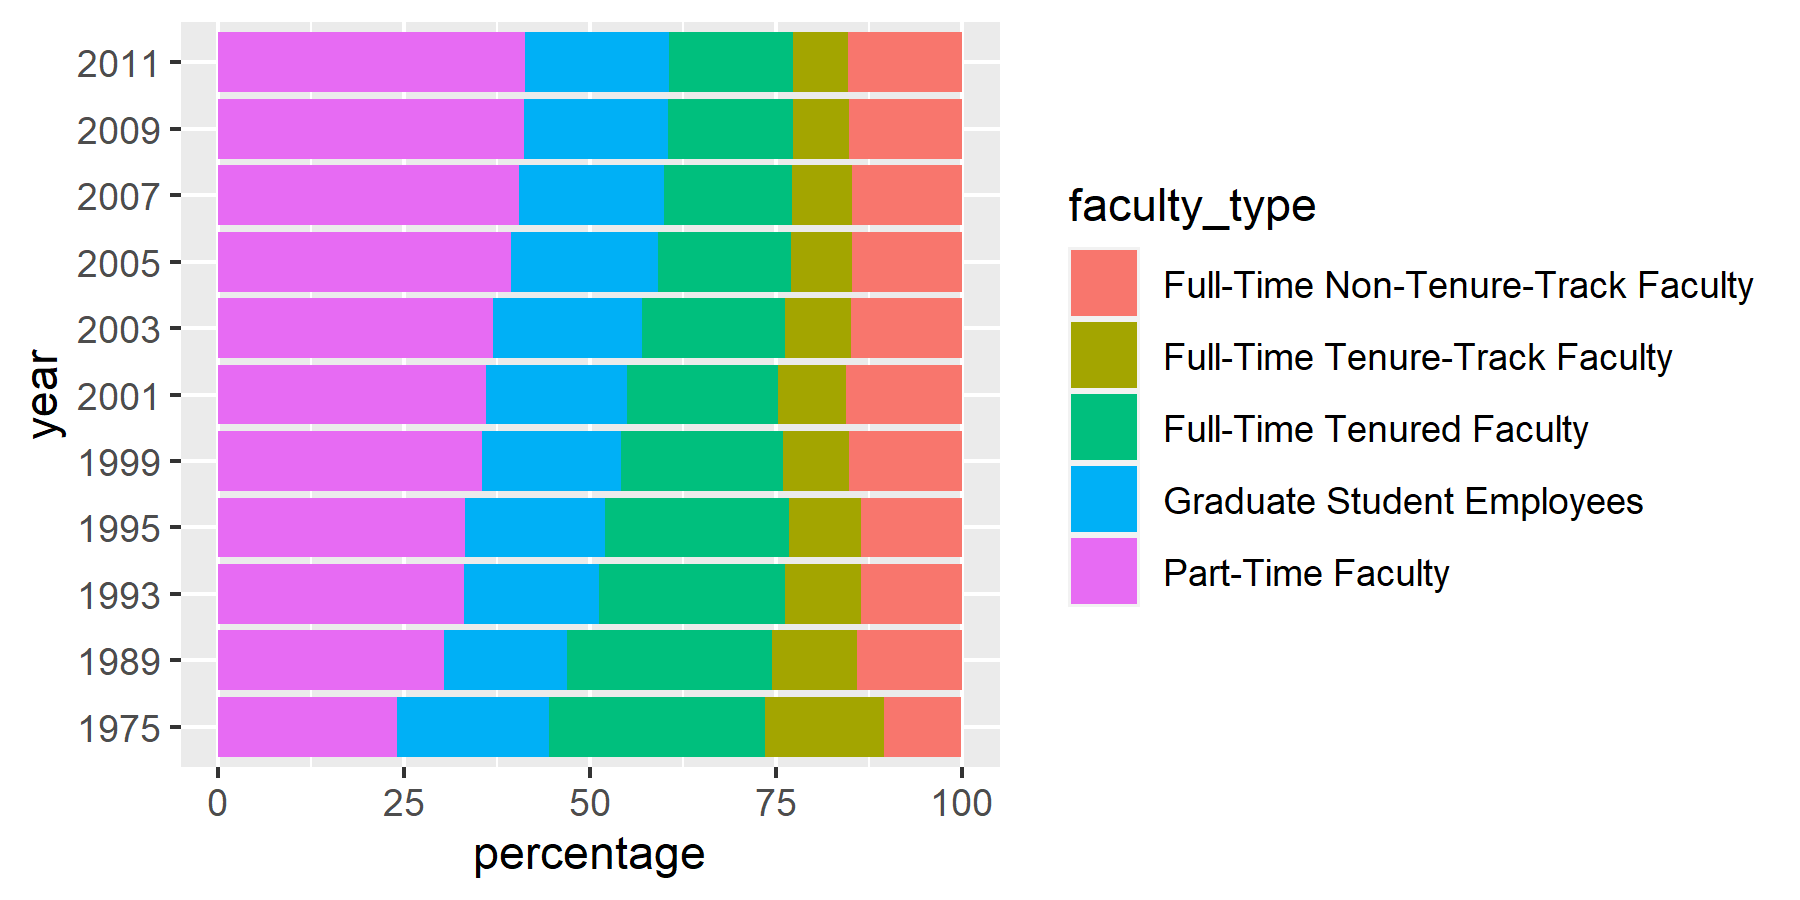 2011
2009
2007
2005
2003
2001
1999
1995
1993
1989
1975
year
0 25 50 75 100
percentage
faculty_type
Full-Time Non-Tenure-Track Faculty
Full-Time Tenure-Track Faculty
Full-Time Tenured Faculty
Graduate Student Employees
Part-Time Faculty